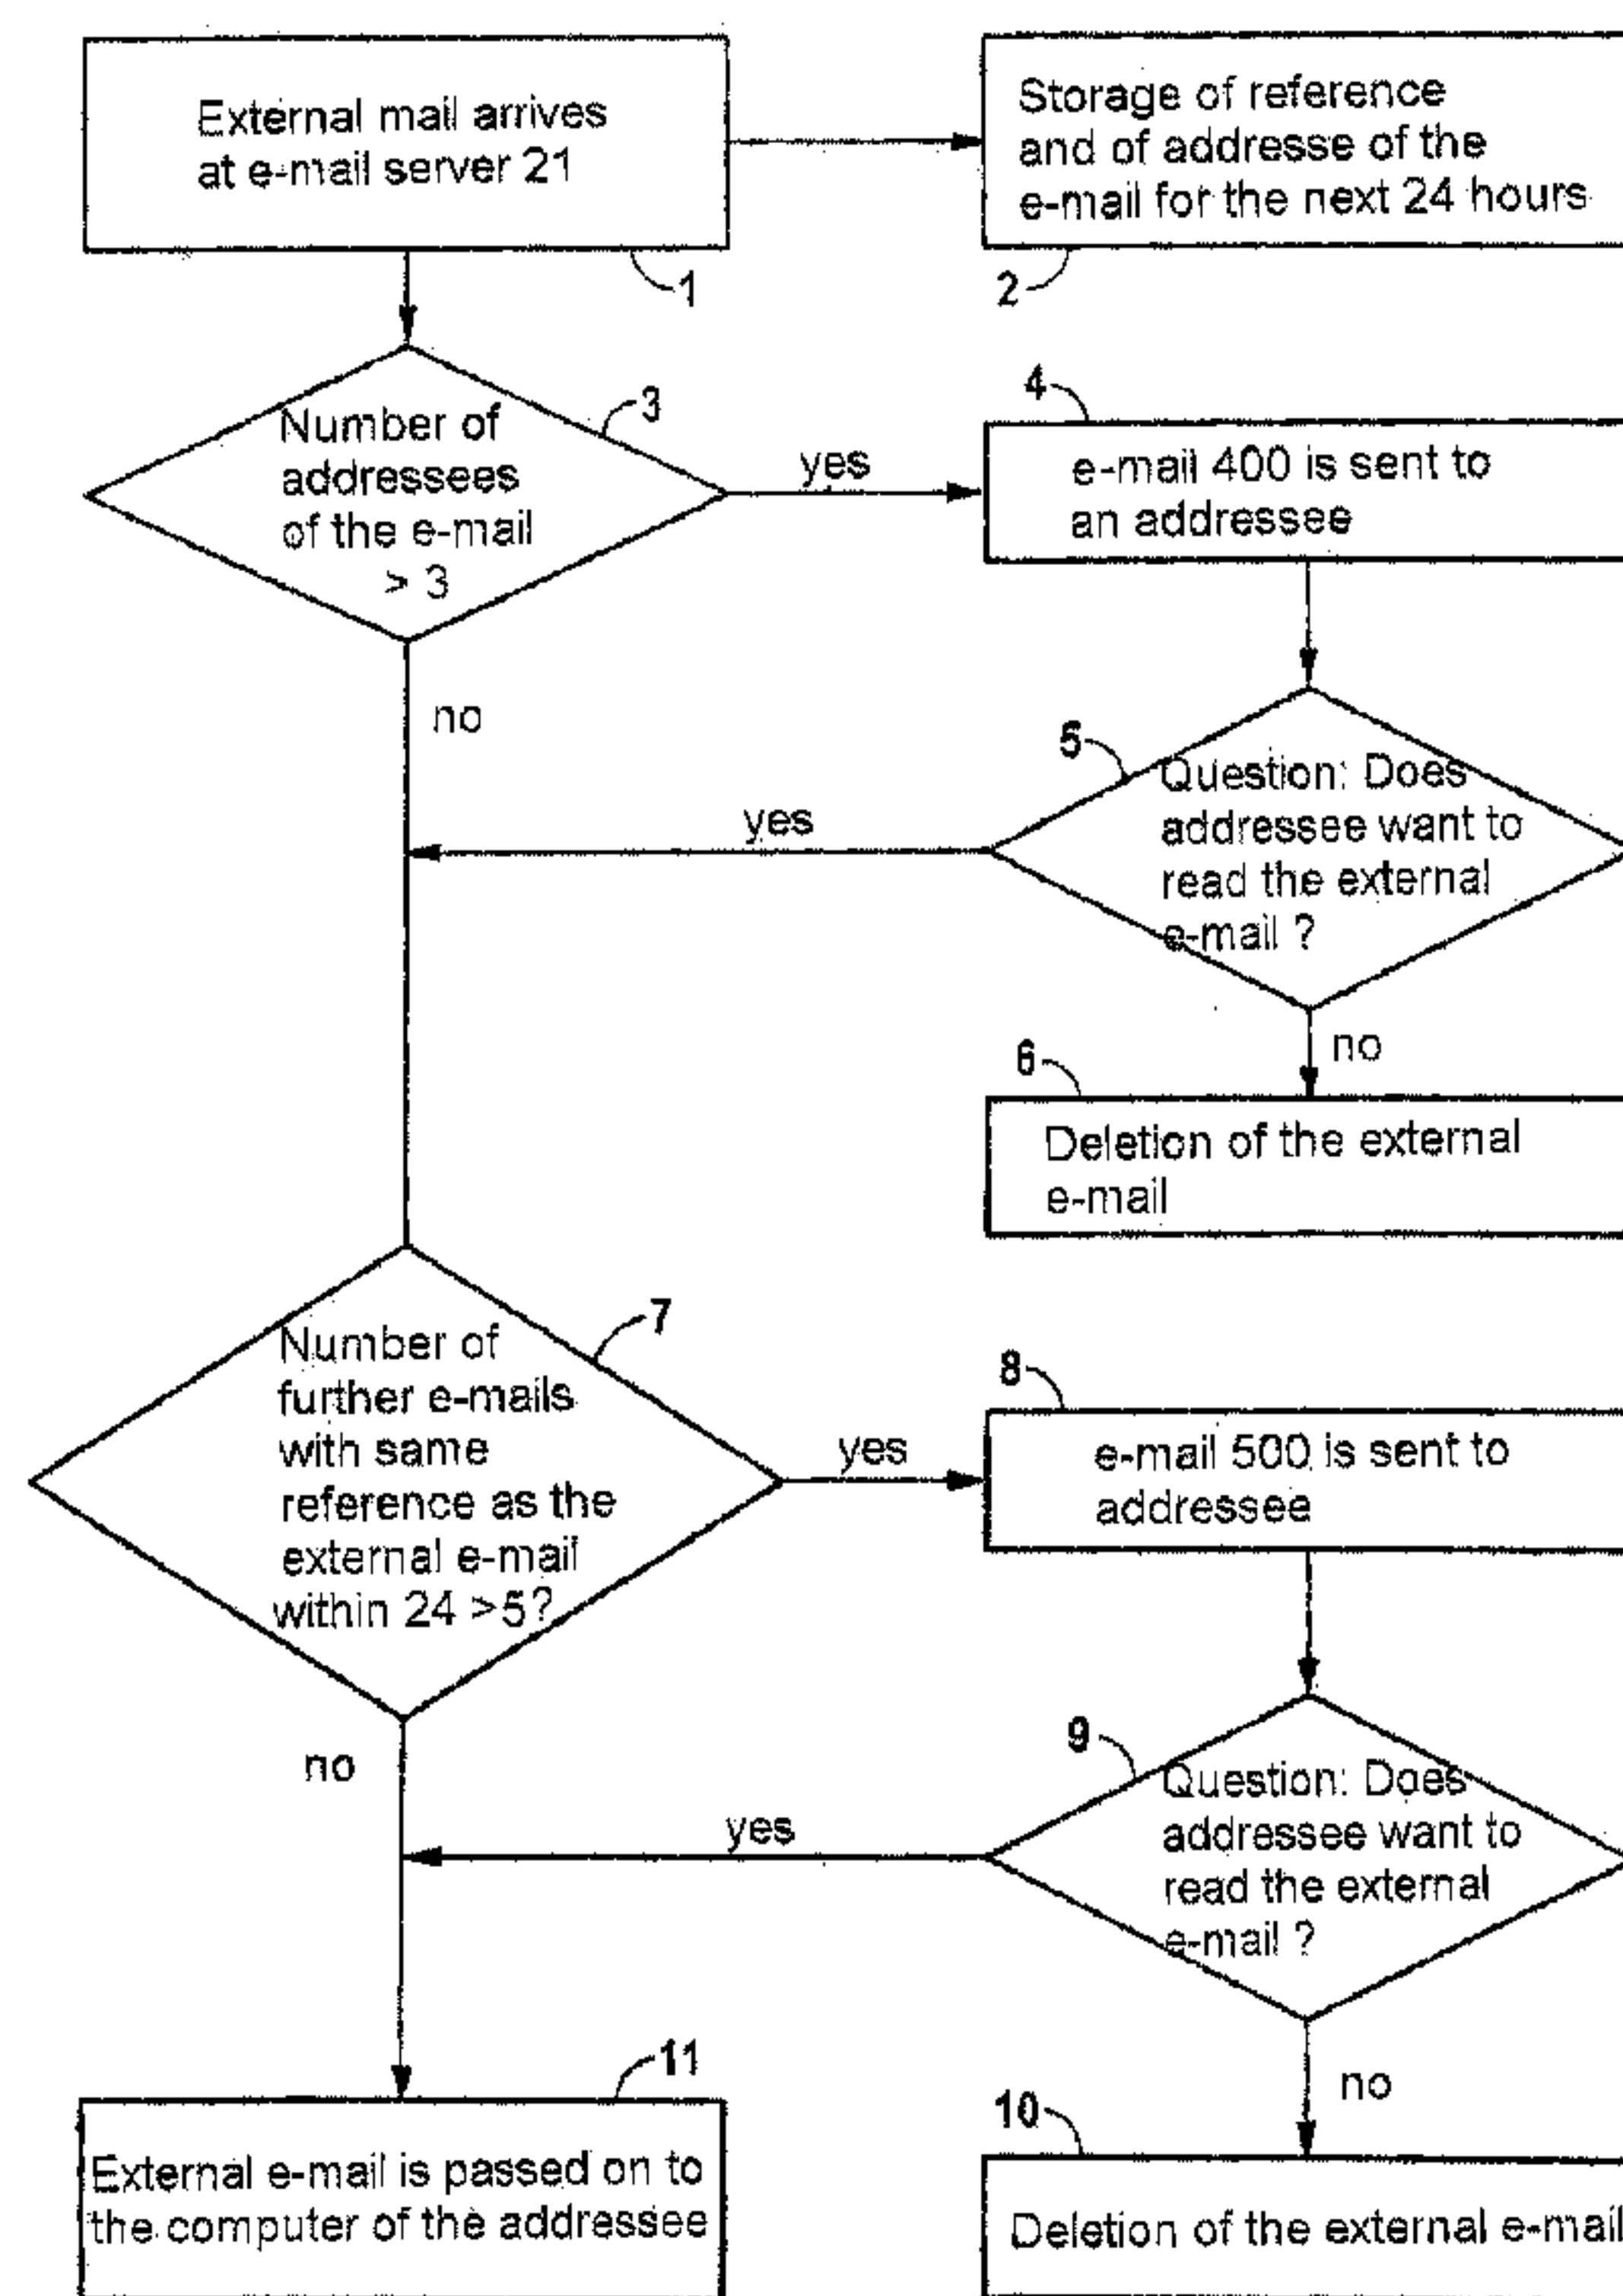 External mail arrives
at e-mail server 21
1
Storage of reference
and of addresse of the
e-mail for the next 24 hours
2
Number of
addressees
of the e-mail
> 3
3
yes
4
e-mail 400 is sent to
an addressee
no
5
Question: Does
addressee want to
read the external
e-mail ?
yes
no
6
Deletion of the external
e-mail
Number of
further e-mails
with same
reference as the
external e-mail
within 24 >5?
7
yes
8
e-mail 500 is sent to
addressee
no
9
Question: Does
addressee want to
read the external
e-mail ?
yes
no
11
External e-mail is passed on to
the computer of the addressee
10
Deletion of the external e-mail